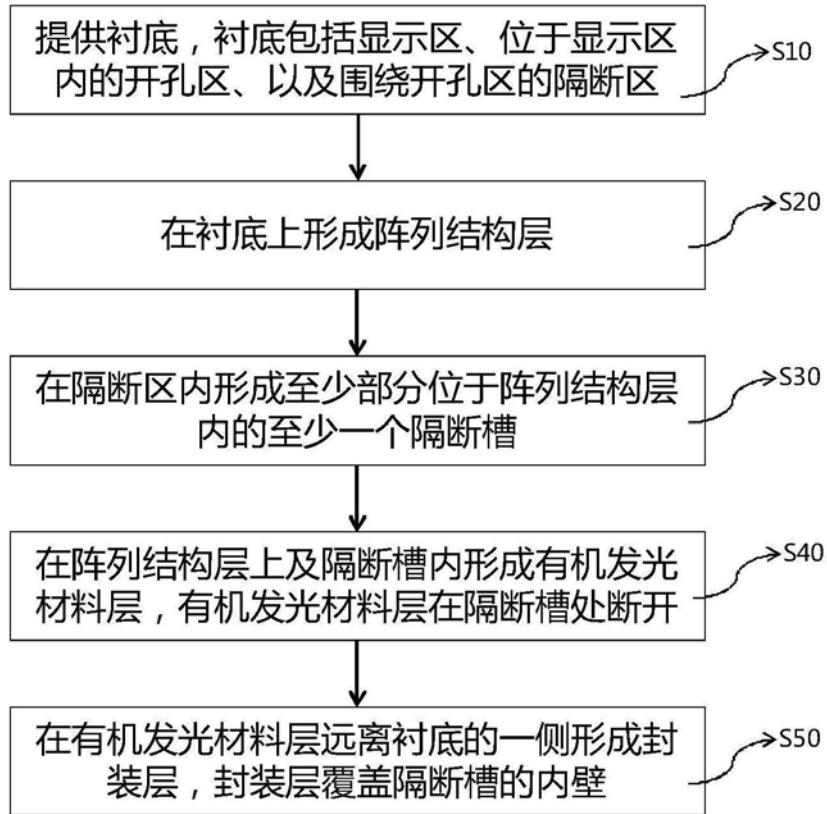 提供衬底，衬底包括显示区、位于显示区
内的开孔区、以及围绕开孔区的隔断区
S10
在衬底上形成阵列结构层
S20
在隔断区内形成至少部分位于阵列结构层
内的至少一个隔断槽
S30
在阵列结构层上及隔断槽内形成有机发光
材料层，有机发光材料层在隔断槽处断开
S40
在有机发光材料层远离衬底的一侧形成封
装层，封装层覆盖隔断槽的内壁
S50